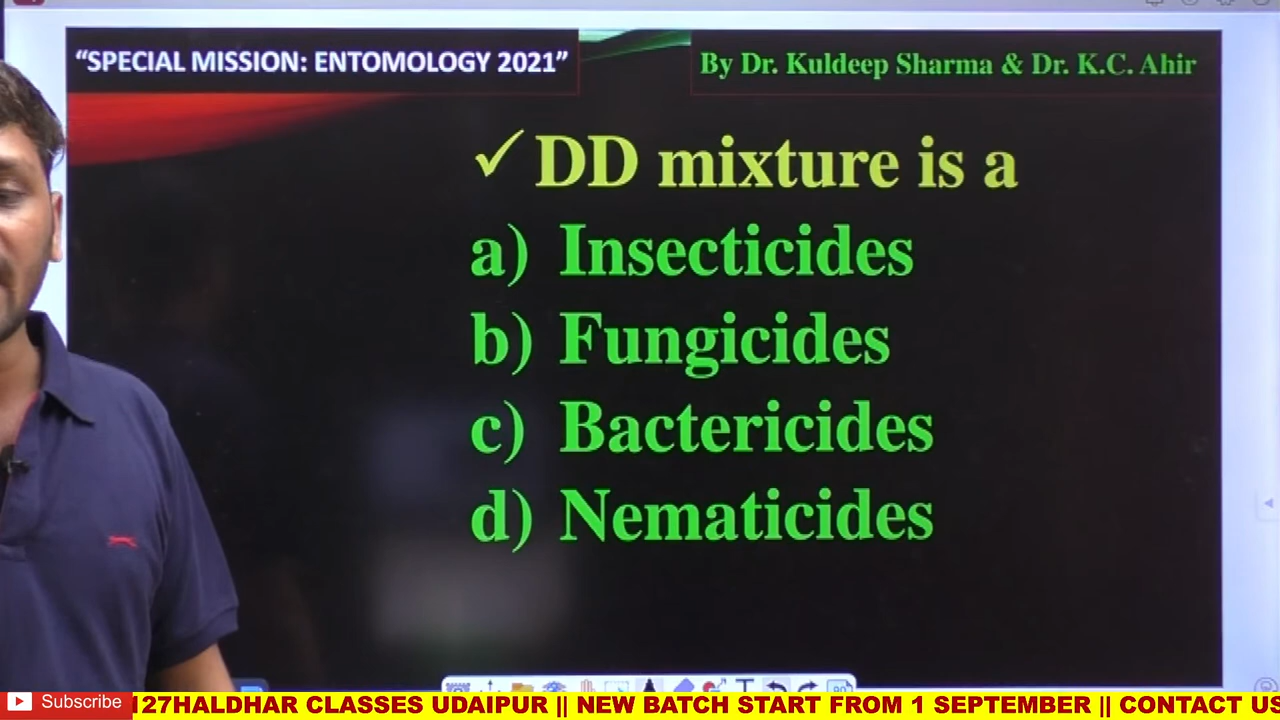 “SPECIAL MISSION: ENTOMOLOGY 2021”
By Dr. Kuldeep Sharma & Dr. K.C. Ahir
✓ DD mixture is a
a) Insecticides
b) Fungicides
c) Bactericides
d) Nematicides
Subscribe
127HALDHAR CLASSES UDAIPUR || NEW BATCH START FROM 1 SEPTEMBER || CONTACT US